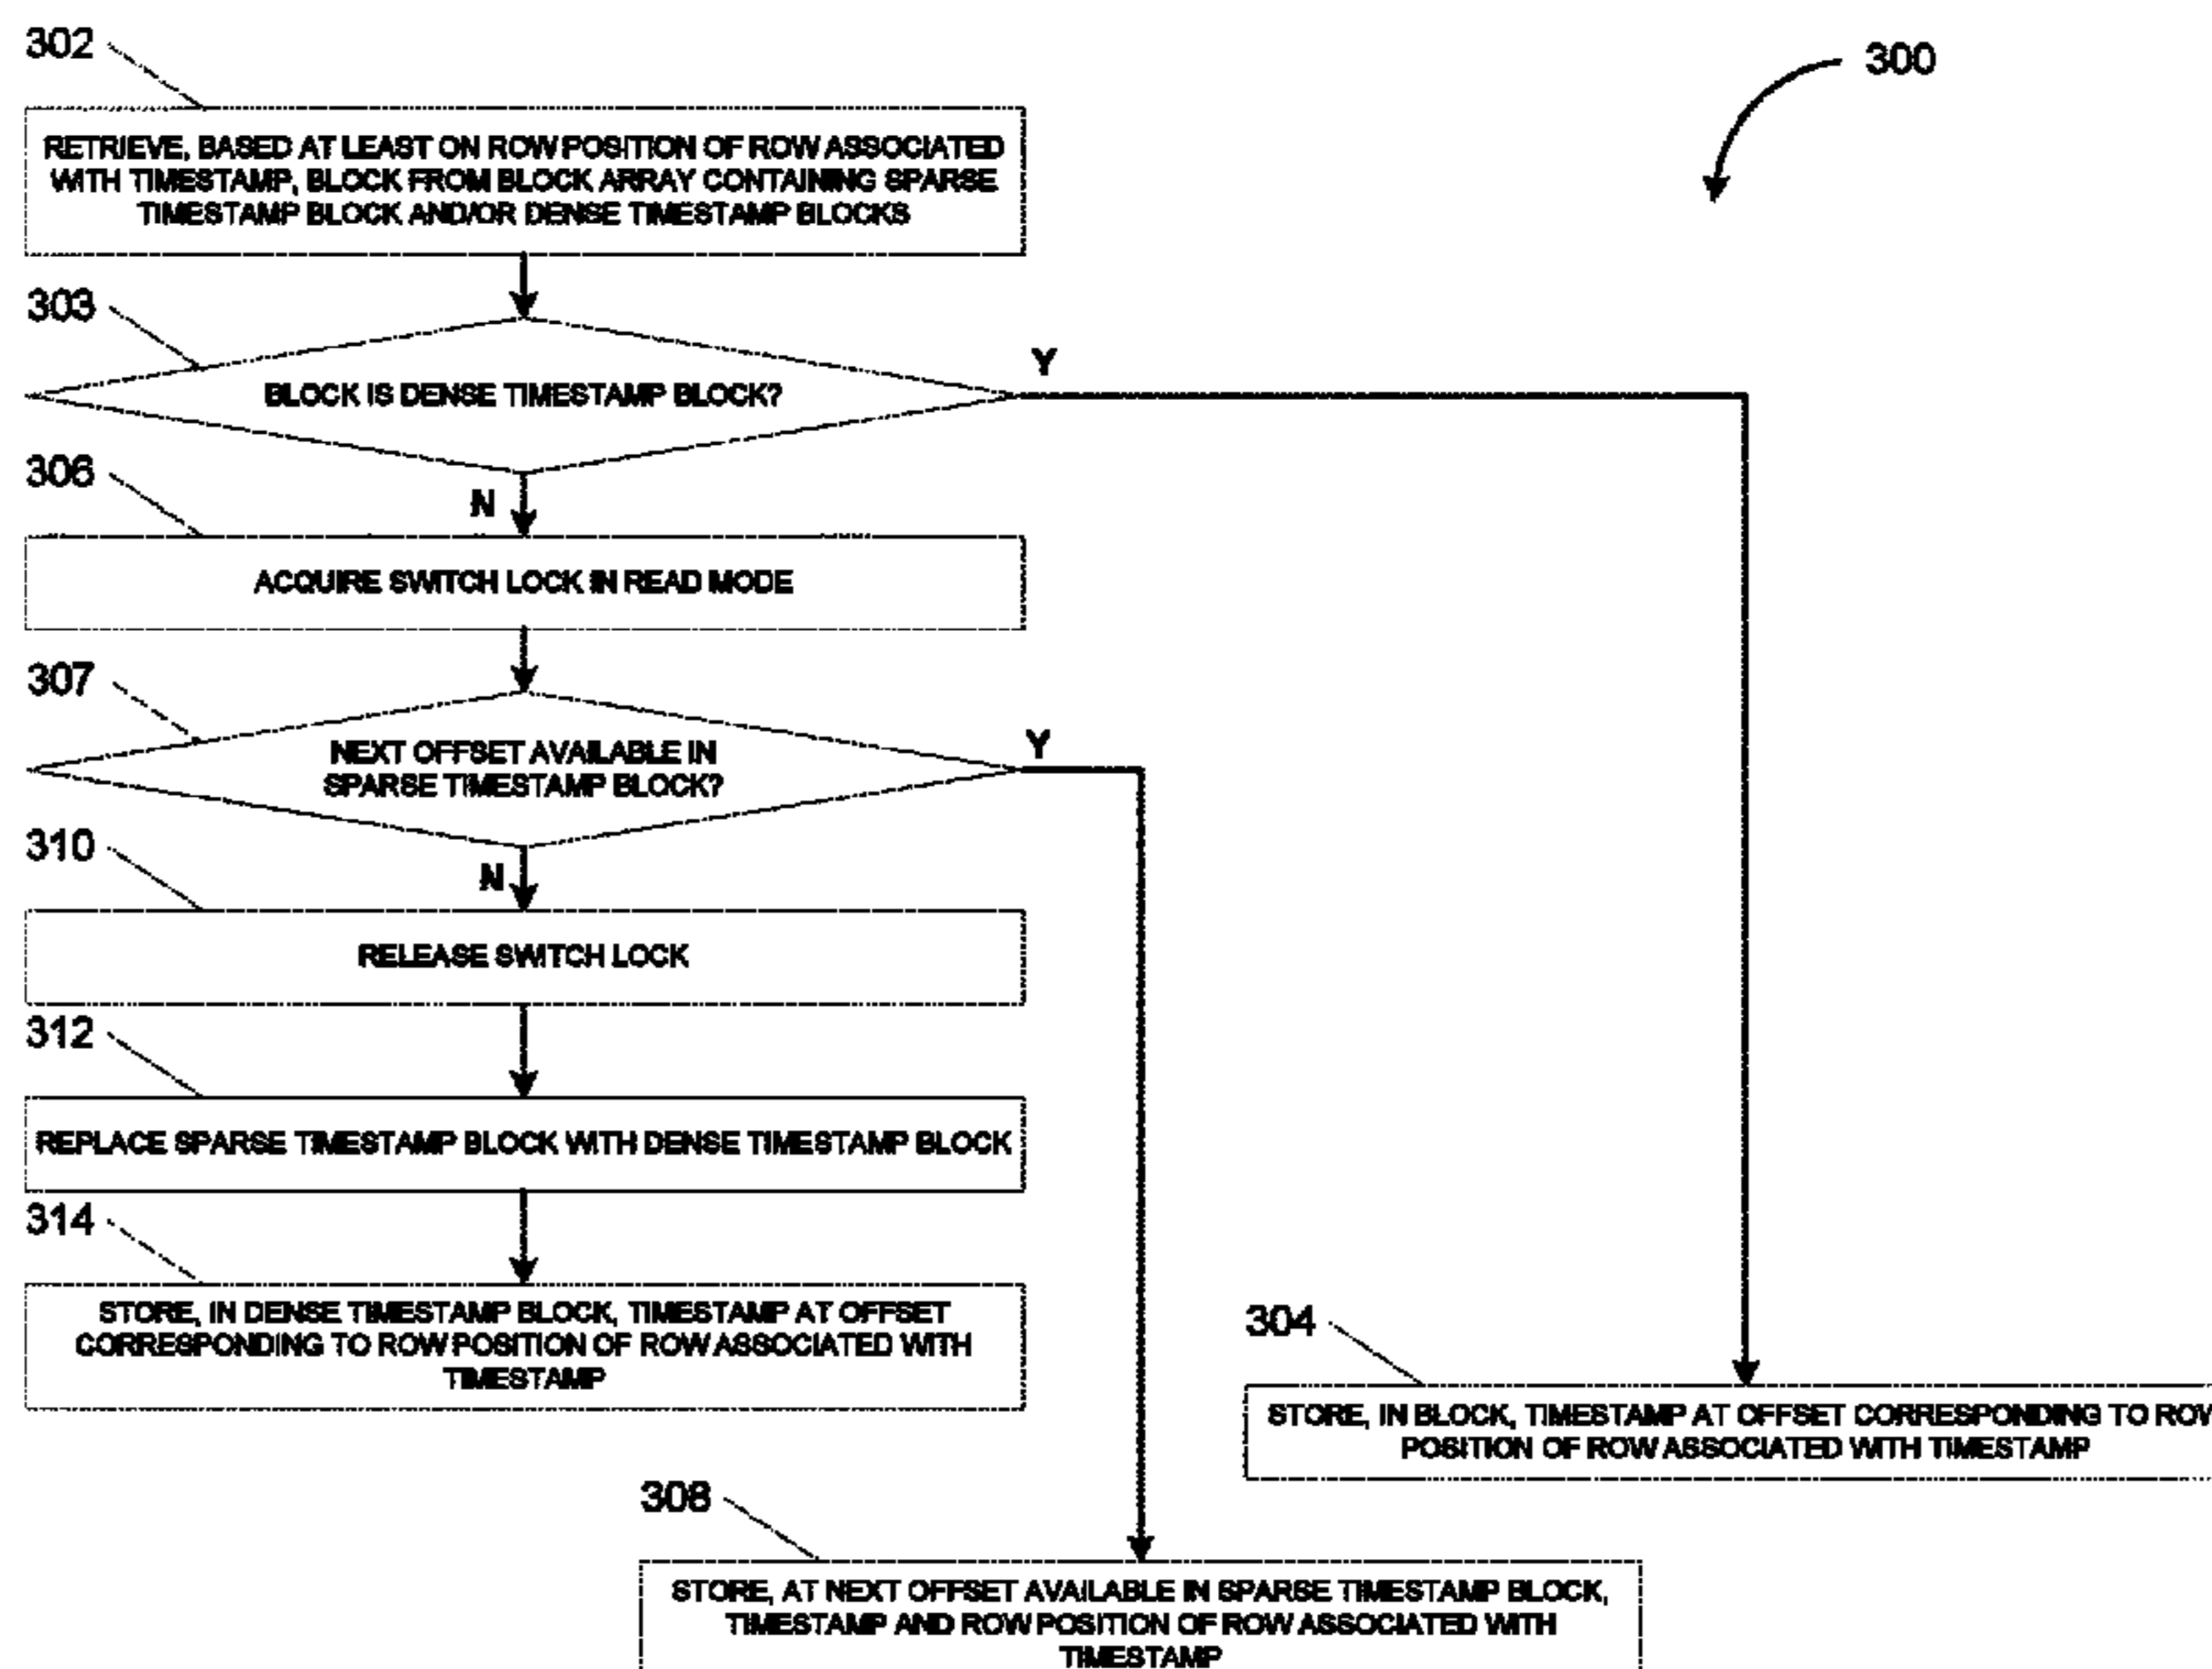 302
300
RETRIEVE, BASED AT LEAST ON ROW POSITION OF ROW ASSOCIATED
WITH TIMESTAMP, BLOCK FROM BLOCK ARRAY CONTAINING SPARSE
TIMESTAMP BLOCK AND/OR DENSE TIMESTAMP BLOCKS
303
Y
BLOCK IS DENSE TIMESTAMP BLOCK?
306
N
ACQUIRE SWITCH LOCK IN READ MODE
307
Y
NEXT OFFSET AVAILABLE IN
SPARSE TIMESTAMP BLOCK?
310
N
RELEASE SWITCH LOCK
312
REPLACE SPARSE TIMESTAMP BLOCK WITH DENSE TIMESTAMP BLOCK
314
STORE, IN DENSE TIMESTAMP BLOCK, TIMESTAMP AT OFFSET
CORRESPONDING TO ROW POSITION OF ROW ASSOCIATED WITH
TIMESTAMP
304
STORE, IN BLOCK, TIMESTAMP AT OFFSET CORRESPONDING TO ROW
POSITION OF ROW ASSOCIATED WITH TIMESTAMP
308
STORE, AT NEXT OFFSET AVAILABLE IN SPARSE TIMESTAMP BLOCK,
TIMESTAMP AND ROW POSITION OF ROW ASSOCIATED WITH
TIMESTAMP